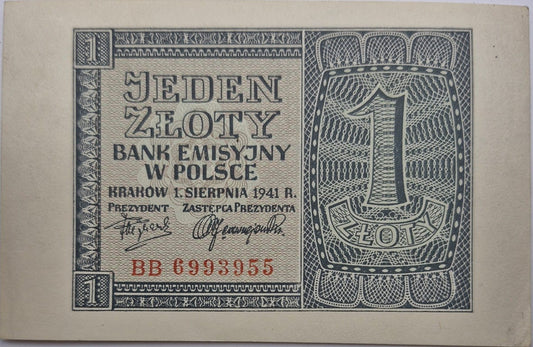 1
JEDEN
ZŁOTY
BANK EMISYJNY
W POLSCE
KRAKÓW 1. SIERPNIA 1941 R.
PREZYDENT ZASTĘPCA PREZYDENTA
BB 6993955
1
1
ZŁOTY